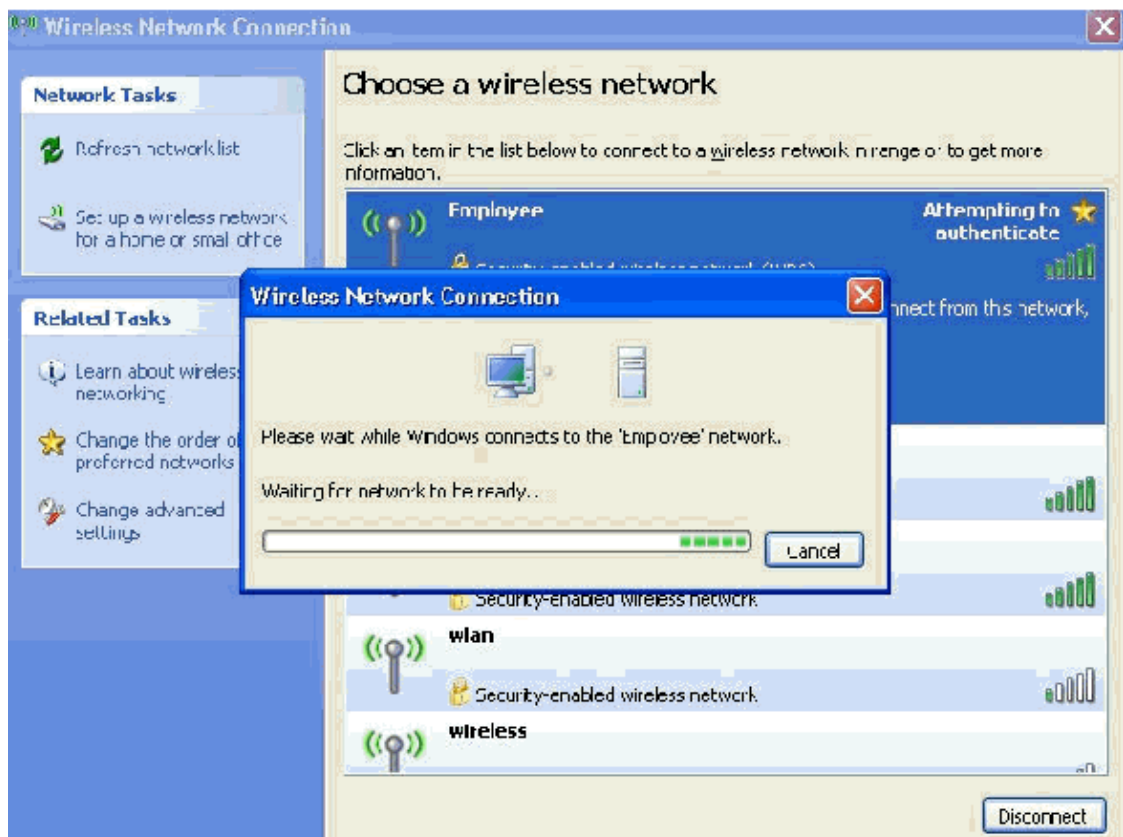 Wireless Network Connection
Network Tasks
Refresh network list
Set up a wireless network
for a home or small office
Related Tasks
Learn about wireless
networking
Change the order of
preferred networks
Change advanced
settings
Choose a wireless network
Click an item in the list below to connect to a wireless network in range or to get more
information.
Employee
Attempting to
authenticate
Security-enabled wireless network
nnect from this network,
Wireless Network Connection
Please wait while Windows connects to the 'Employee' network.
Waiting for network to be ready...
Cancel
Security-enabled wireless network
wlan
Security-enabled wireless network
wireless
Disconnect